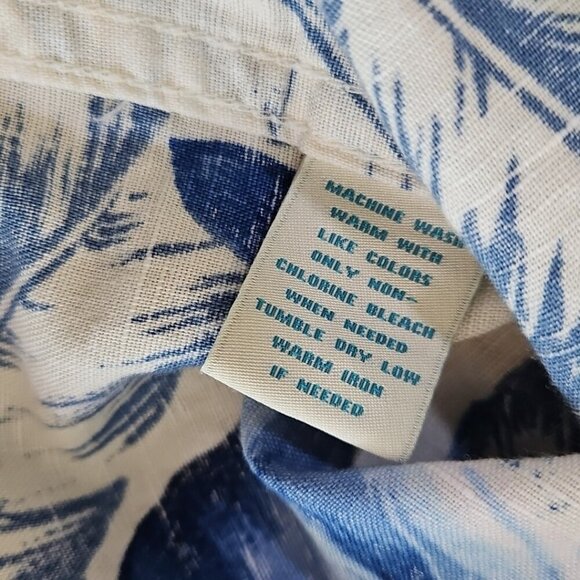 MACHINE WASH
WARM WITH
LIKE COLORS
ONLY NON-
CHLORINE BLEACH
WHEN NEEDED
TUMBLE DRY LOW
WARM IRON
IF NEEDED